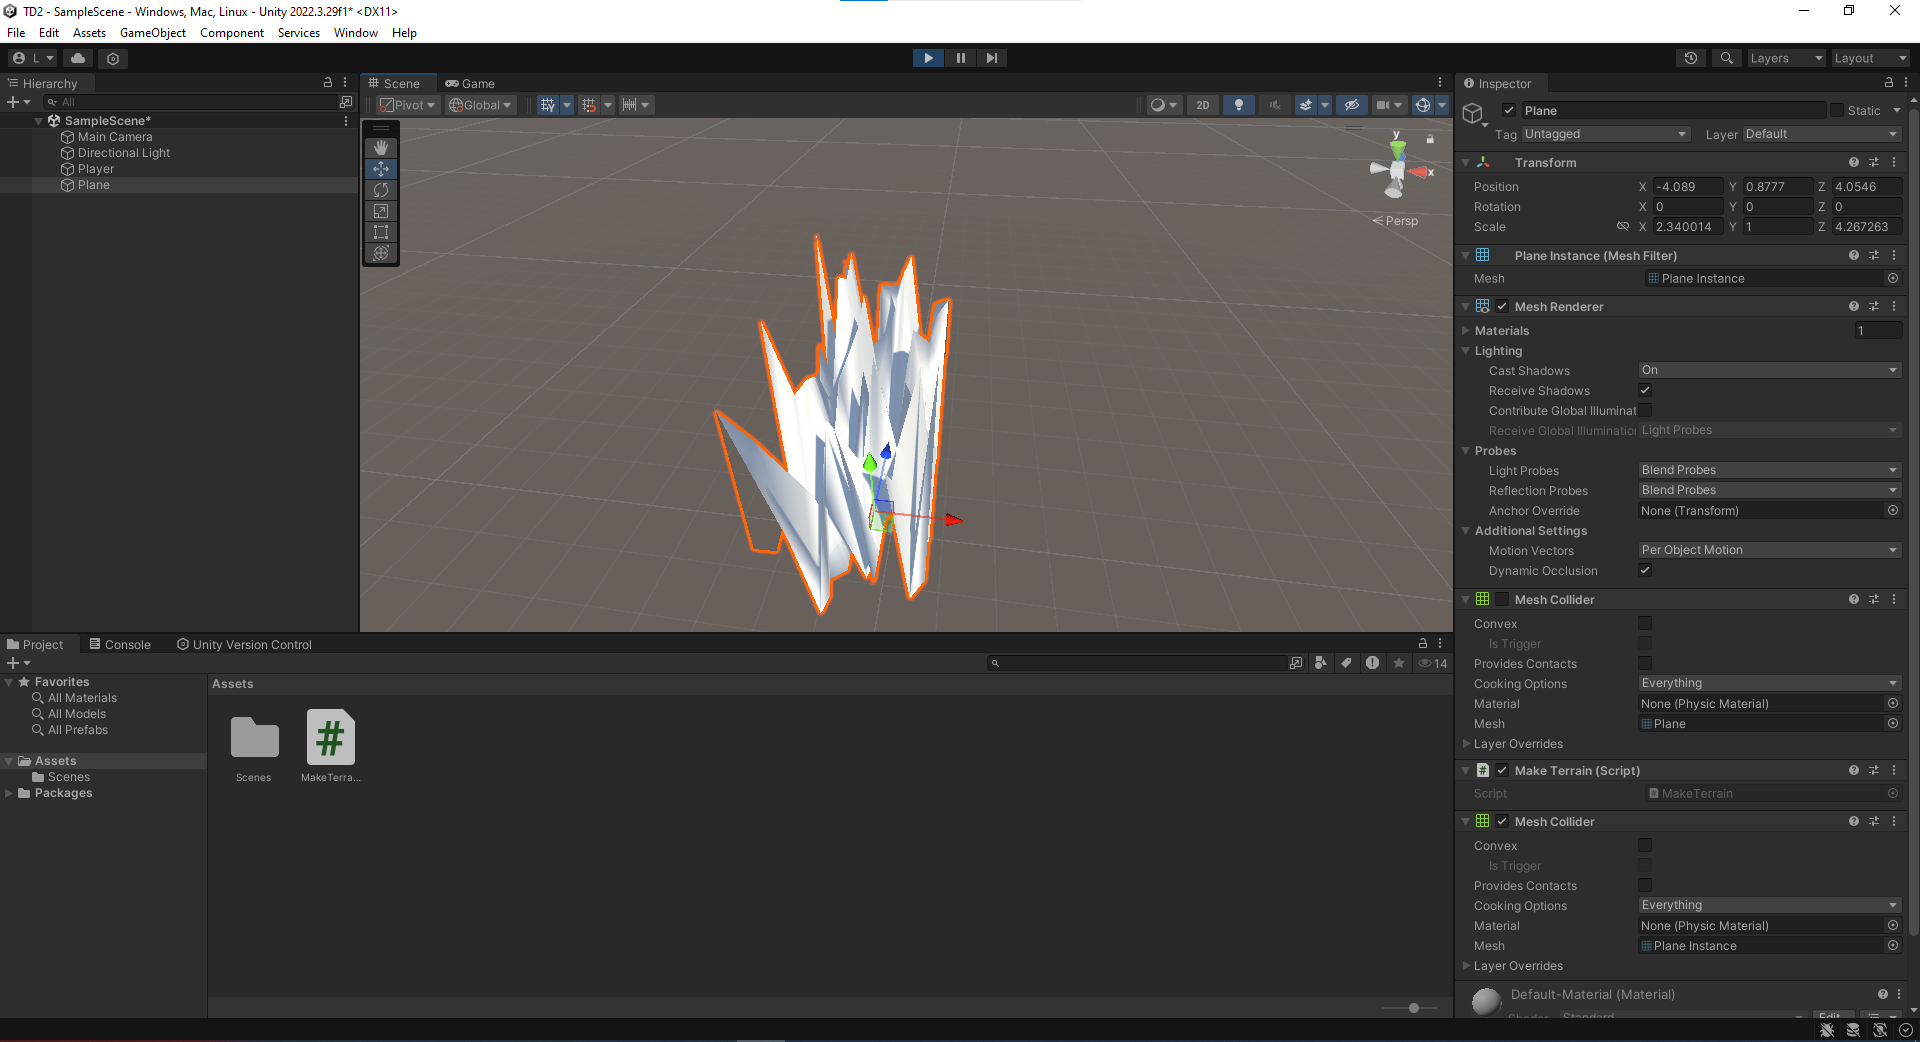 TD2 - SampleScene - Windows, Mac, Linux - Unity 2022.3.29f1* <DX11>
File Edit Assets GameObject Component Services Window Help
L Layers Layout
Hierarchy
All
SampleScene*
Main Camera
Directional Light
Player
Plane
Scene Game
Pivot Global 2D
y
x
Persp
Inspector
Plane Static
Tag Untagged Layer Default
Transform
Position X -4.089 Y 0.8777 Z 4.0546
Rotation X 0 Y 0 Z 0
Scale X 2.340014 Y 1 Z 4.267263
Plane Instance (Mesh Filter)
Mesh Plane Instance
Mesh Renderer
Materials 1
Lighting
Cast Shadows On
Receive Shadows
Contribute Global Illuminat
Receive Global Illumination Light Probes
Probes
Light Probes Blend Probes
Reflection Probes Blend Probes
Anchor Override None (Transform)
Additional Settings
Motion Vectors Per Object Motion
Dynamic Occlusion
Mesh Collider
Convex
Is Trigger
Provides Contacts
Cooking Options Everything
Material None (Physic Material)
Mesh Plane
Layer Overrides
# Make Terrain (Script)
Script MakeTerrain
Mesh Collider
Convex
Is Trigger
Provides Contacts
Cooking Options Everything
Material None (Physic Material)
Mesh Plane Instance
Layer Overrides
Default-Material (Material)
Shader Standard Edit
Project Console Unity Version Control
14
Favorites
All Materials
All Models
All Prefabs
Assets
Scenes
Packages
Assets
#
Scenes MakeTerra...